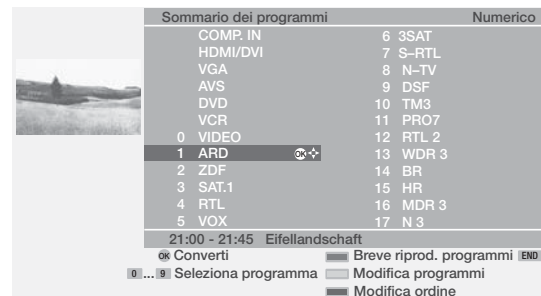 Sommario dei programmi Numerico
COMP. IN
HDMI/DVI
VGA
AVS
DVD
VCR
0 VIDEO
1 ARD OK
2 ZDF
3 SAT.1
4 RTL
5 VOX
6 3SAT
7 S–RTL
8 N–TV
9 DSF
10 TM3
11 PRO7
12 RTL 2
13 WDR 3
14 BR
15 HR
16 MDR 3
17 N 3
21:00 - 21:45 Eifellandschaft
OK Converti
0 ... 9 Seleziona programma
Breve riprod. programmi END
Modifica programmi
Modifica ordine